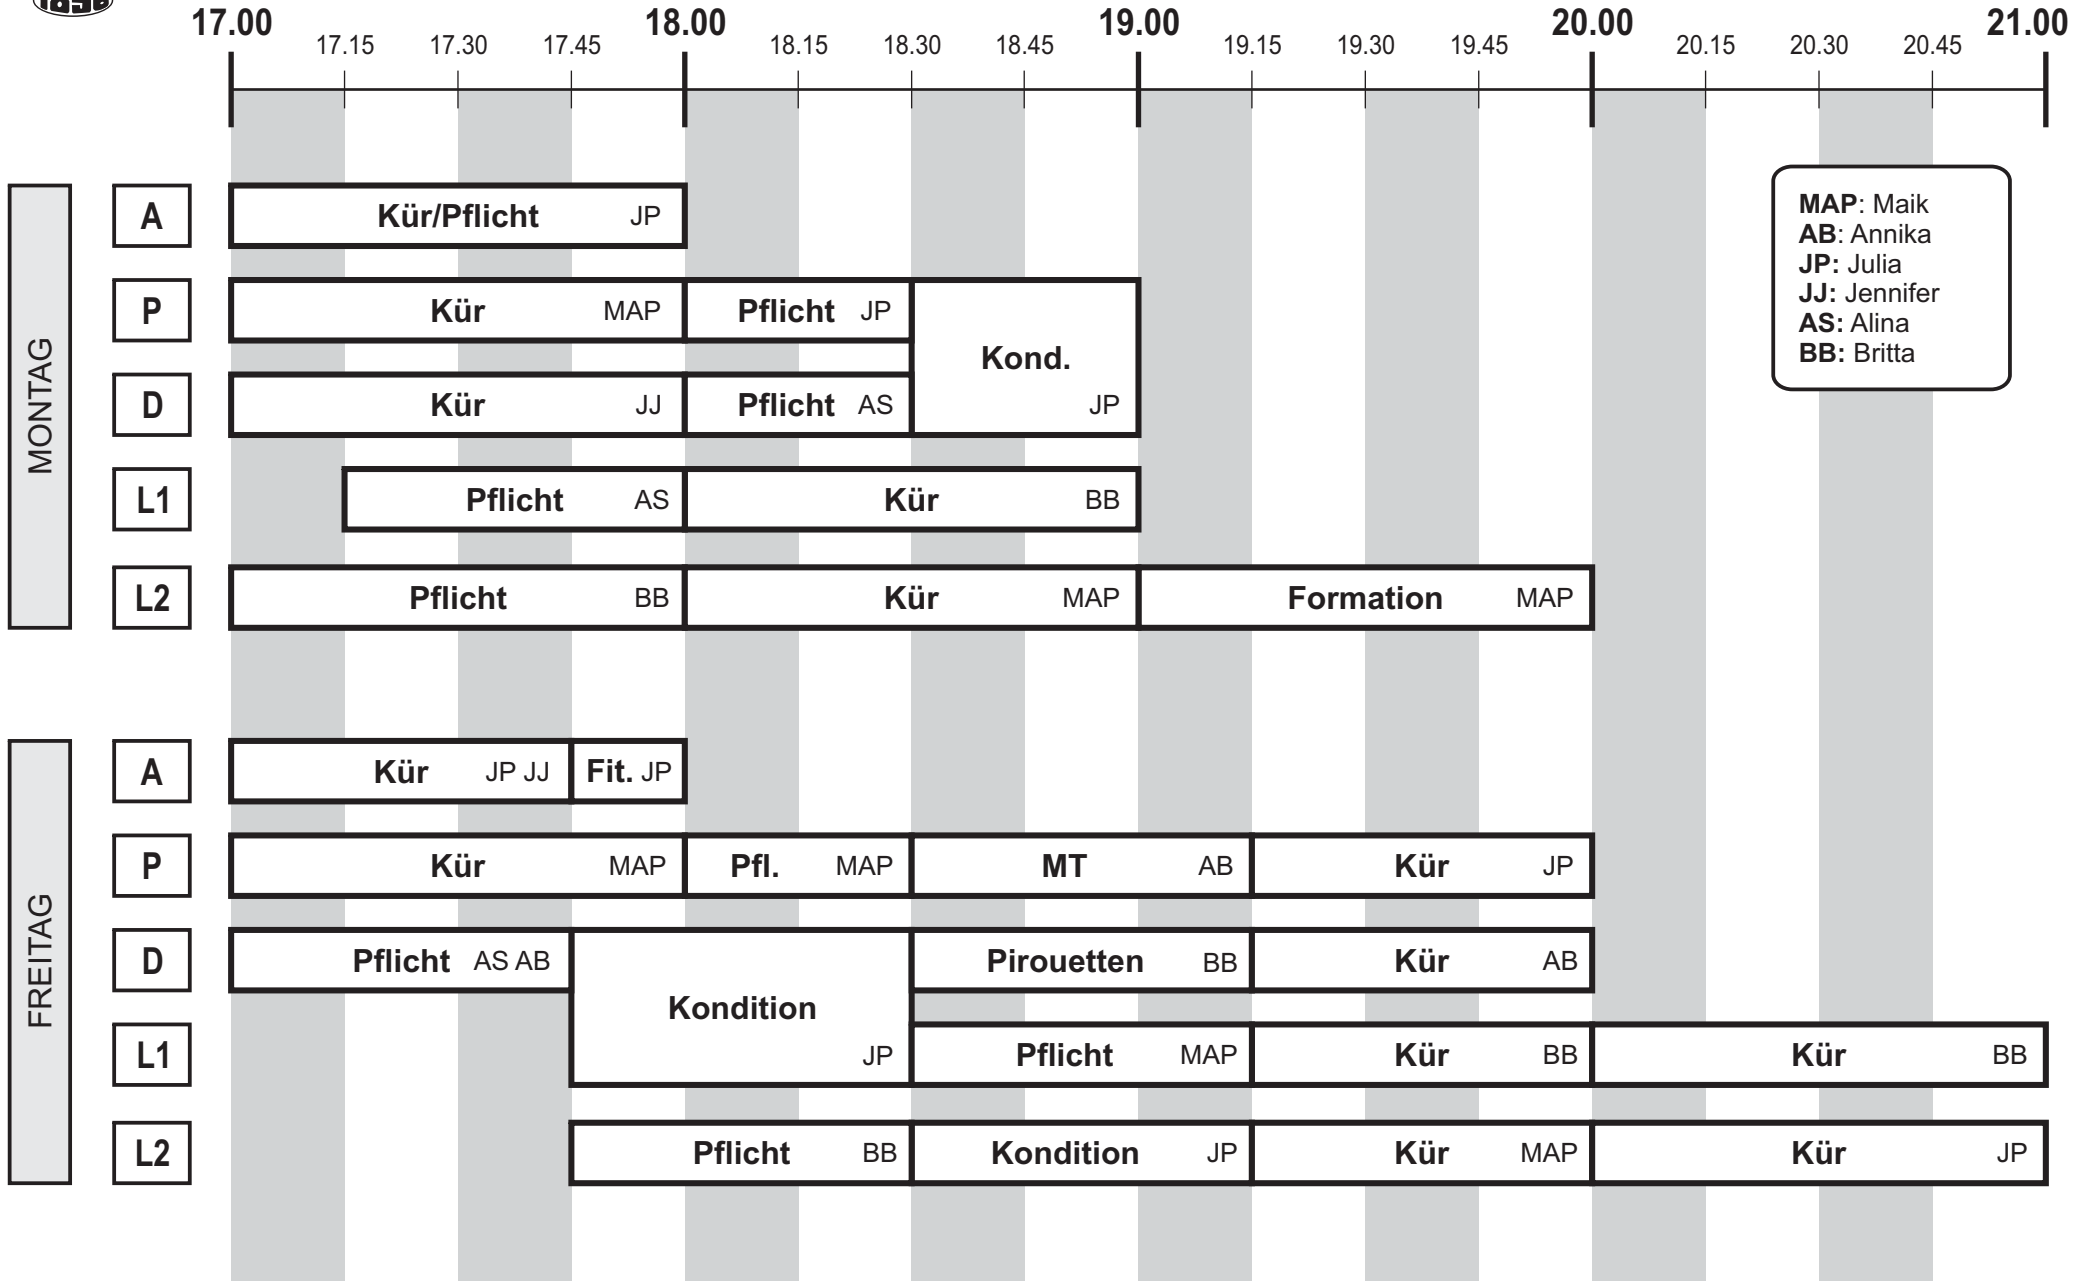 1896
17.00 18.00 19.00 20.00 21.00
17.15 17.30 17.45 18.15 18.30 18.45 19.15 19.30 19.45 20.15 20.30 20.45
MAP: Maik
AB: Annika
JP: Julia
JJ: Jennifer
AS: Alina
BB: Britta
MONTAG
A Kür/Pflicht JP
P Kür MAP Pflicht JP
Kond.
JP
D Kür JJ Pflicht AS
L1 Pflicht AS Kür BB
L2 Pflicht BB Kür MAP Formation MAP
FREITAG
A Kür JP JJ Fit. JP
P Kür MAP Pfl. MAP MT AB Kür JP
D Pflicht AS AB Pirouetten BB Kür AB
Kondition
JP
L1 Pflicht MAP Kür BB Kür BB
L2 Pflicht BB Kondition JP Kür MAP Kür JP